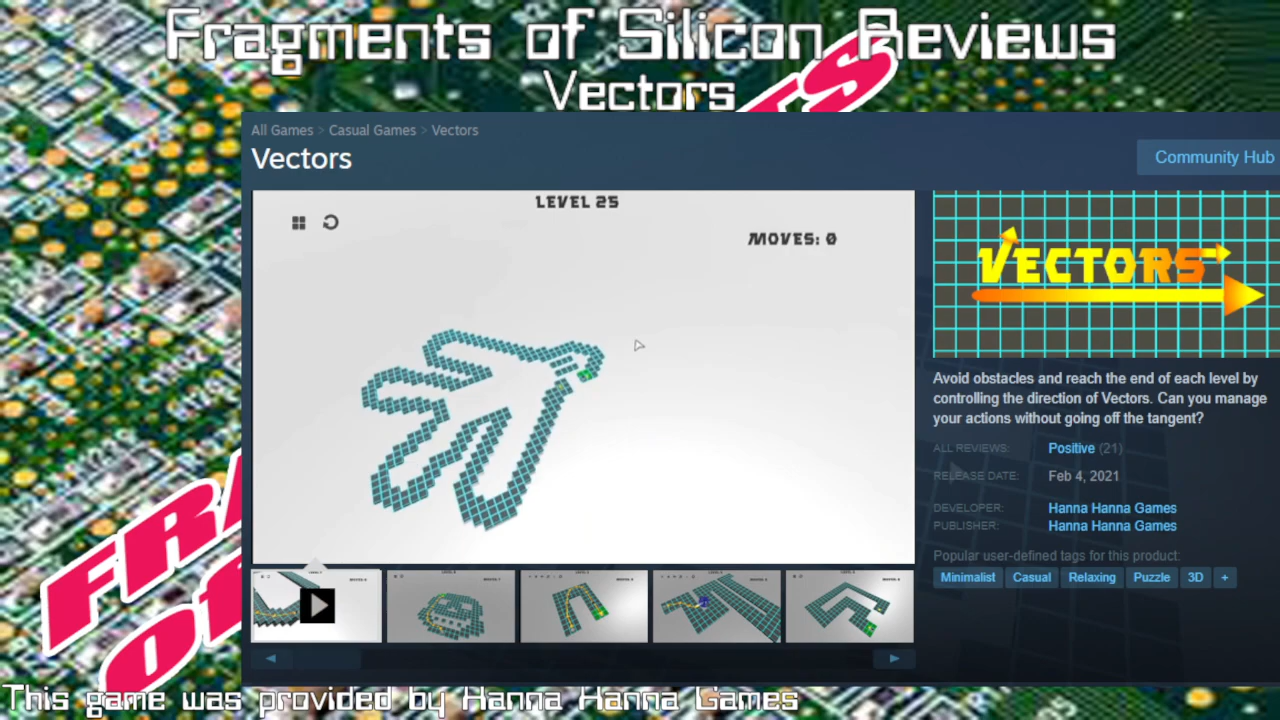 Fragments of Silicon Reviews
Vectors
All Games > Casual Games > Vectors
Vectors
Community Hub
LEVEL 25
MOVES: 0
VECTORS
Avoid obstacles and reach the end of each level by
controlling the direction of Vectors. Can you manage
your actions without going off the tangent?
ALL REVIEWS: Positive (21)
RELEASE DATE: Feb 4, 2021
DEVELOPER: Hanna Hanna Games
PUBLISHER: Hanna Hanna Games
Popular user-defined tags for this product:
Minimalist Casual Relaxing Puzzle 3D +
This game was provided by Hanna Hanna Games